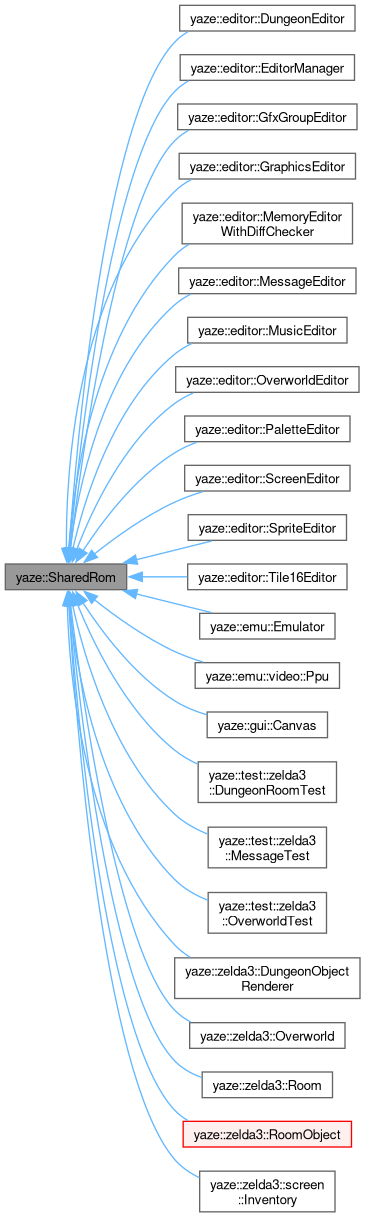 yaze::editor::DungeonEditor
yaze::editor::EditorManager
yaze::editor::GfxGroupEditor
yaze::editor::GraphicsEditor
yaze::editor::MemoryEditor
WithDiffChecker
yaze::editor::MessageEditor
yaze::editor::MusicEditor
yaze::editor::OverworldEditor
yaze::editor::PaletteEditor
yaze::editor::ScreenEditor
yaze::editor::SpriteEditor
yaze::SharedRom
yaze::editor::Tile16Editor
yaze::emu::Emulator
yaze::emu::video::Ppu
yaze::gui::Canvas
yaze::test::zelda3
::DungeonRoomTest
yaze::test::zelda3
::MessageTest
yaze::test::zelda3
::OverworldTest
yaze::zelda3::DungeonObject
Renderer
yaze::zelda3::Overworld
yaze::zelda3::Room
yaze::zelda3::RoomObject
yaze::zelda3::screen
::Inventory